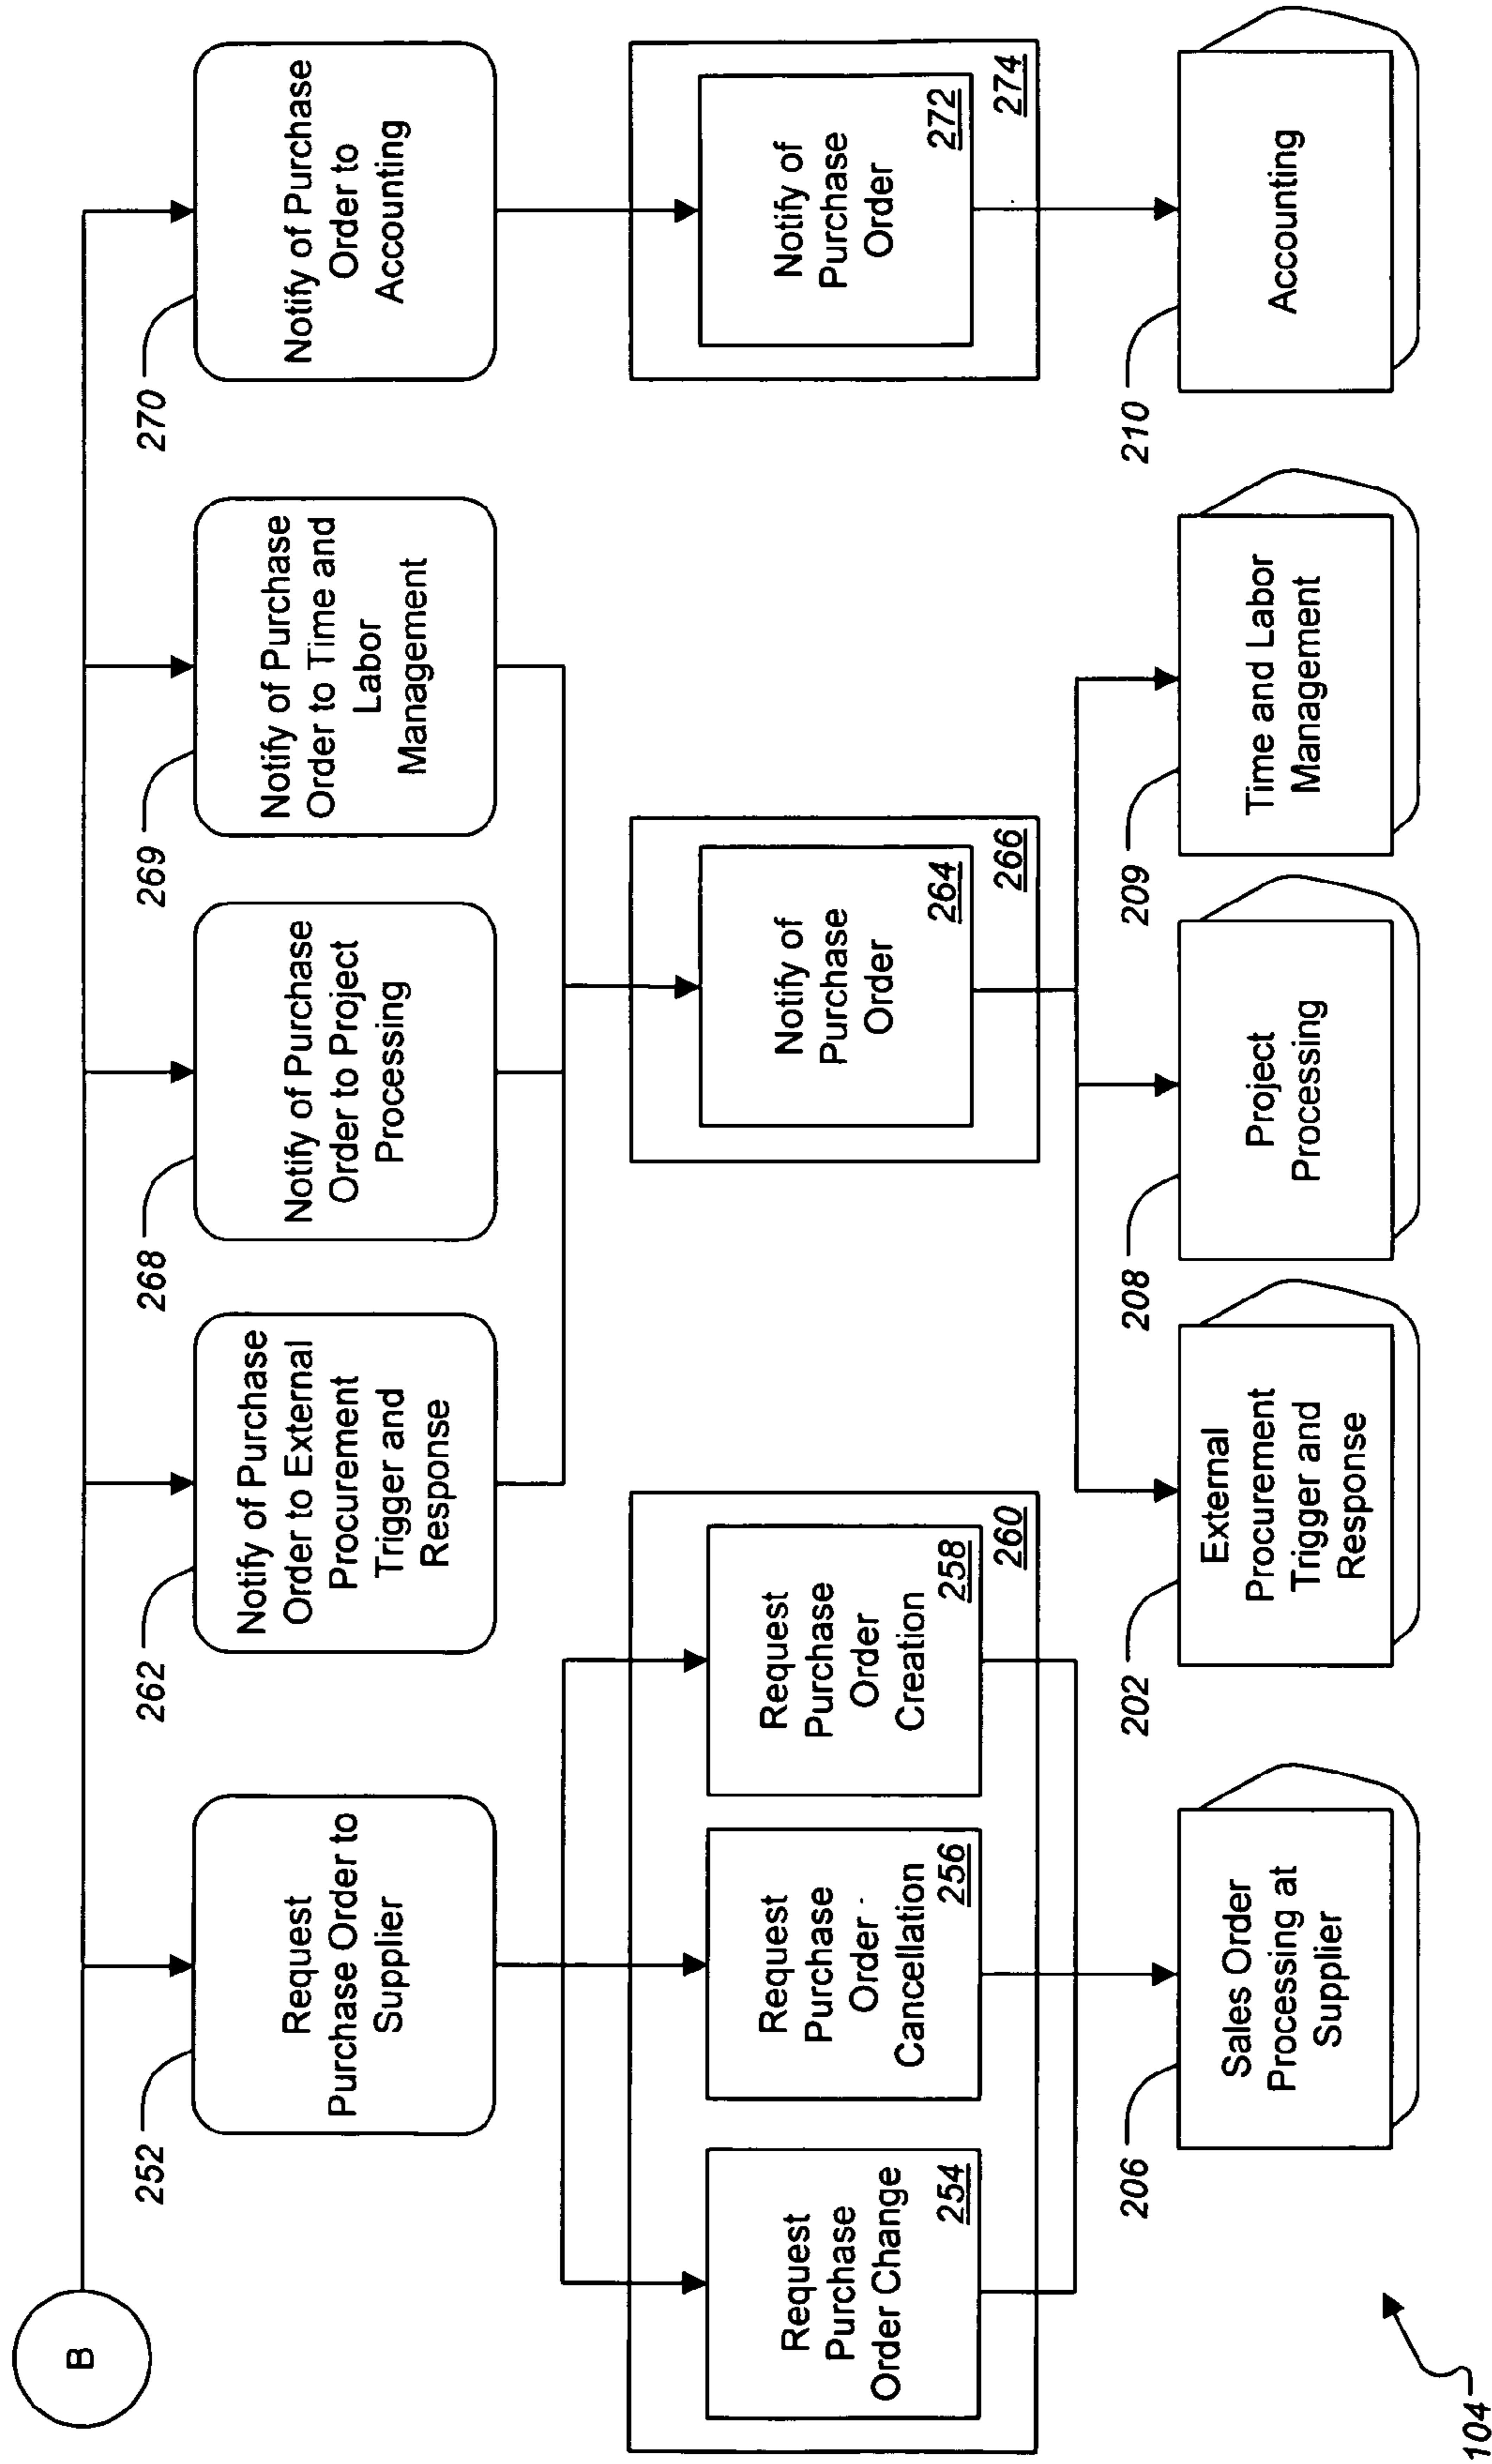 B
252
Request
Purchase Order to
Supplier
262
Notify of Purchase
Order to External
Procurement
Trigger and
Response
268
Notify of Purchase
Order to Project
Processing
269
Notify of Purchase
Order to Time and
Labor
Management
270
Notify of Purchase
Order to
Accounting
Request
Purchase
Order Change
254
Request
Purchase
Order
Cancellation
256
Request
Purchase
Order
Creation
258
260
Notify of
Purchase
Order
264
266
Notify of
Purchase
Order
272
274
206
Sales Order
Processing at
Supplier
202
External
Procurement
Trigger and
Response
208
Project
Processing
209
Time and Labor
Management
210
Accounting
104